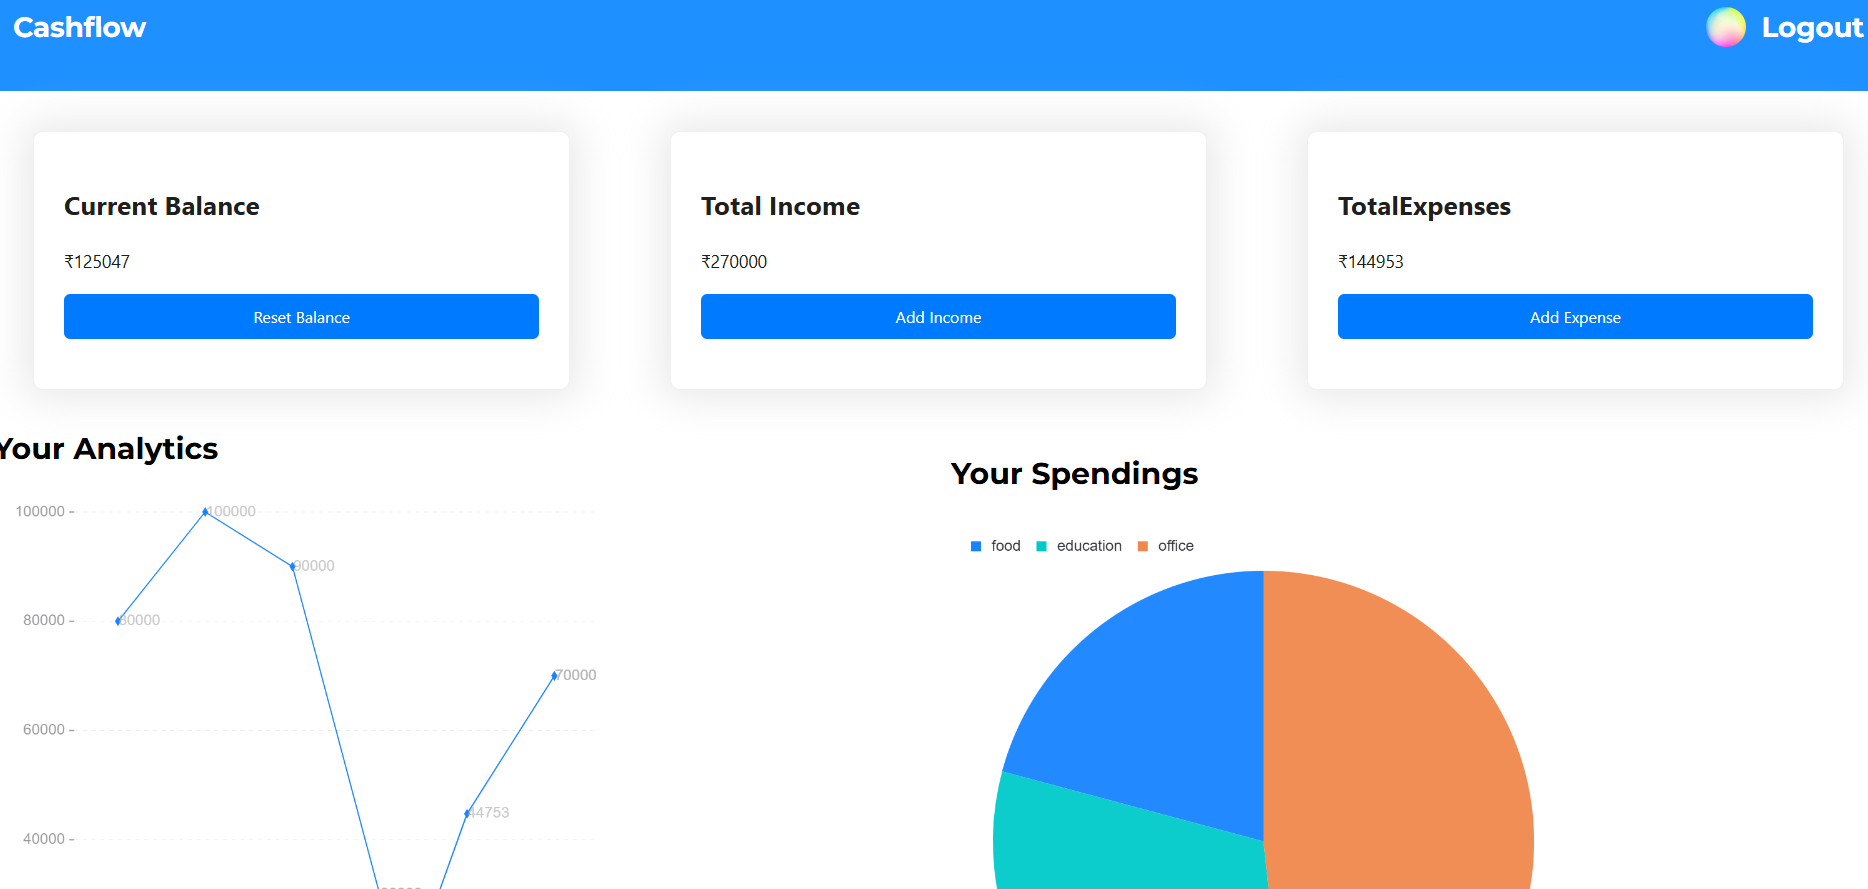 Cashflow
Logout
Current Balance
₹125047
Reset Balance
Total Income
₹270000
Add Income
TotalExpenses
₹144953
Add Expense
Your Analytics
100000
80000
60000
40000
80000
100000
90000
44753
70000
Your Spendings
food education office